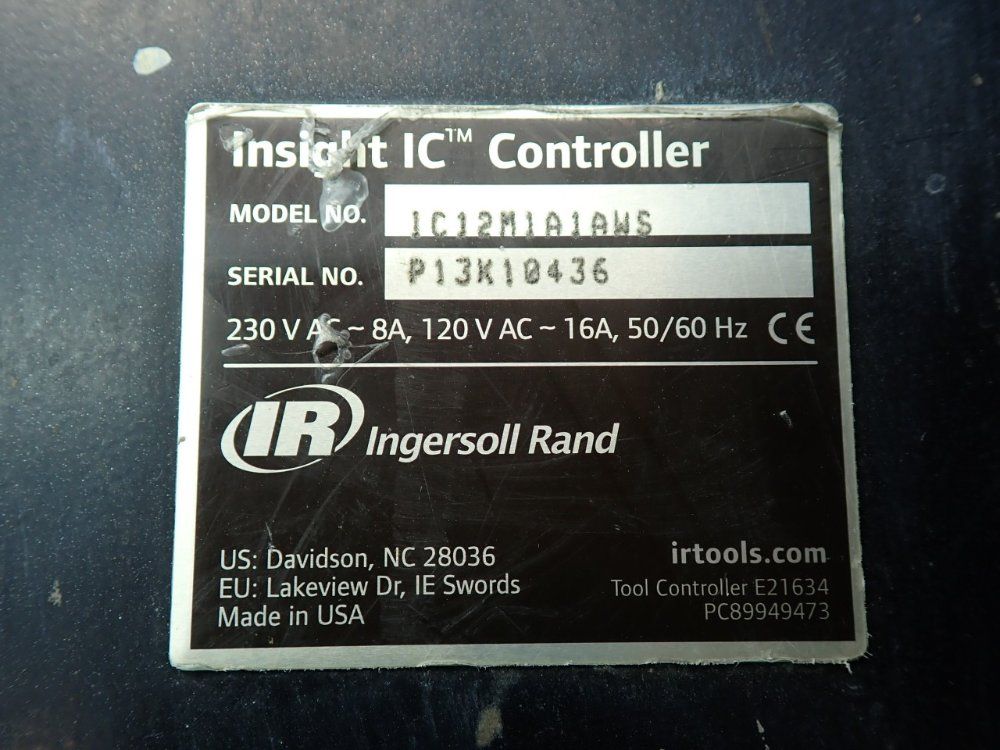 Insight IC™ Controller
MODEL NO. IC12M1A1AWS
SERIAL NO. P13K10436
230 V AC ~ 8A, 120 V AC ~ 16A, 50/60 Hz CE
IR Ingersoll Rand
US: Davidson, NC 28036
EU: Lakeview Dr, IE Swords
Made in USA
irtools.com
Tool Controller E21634
PC89949473